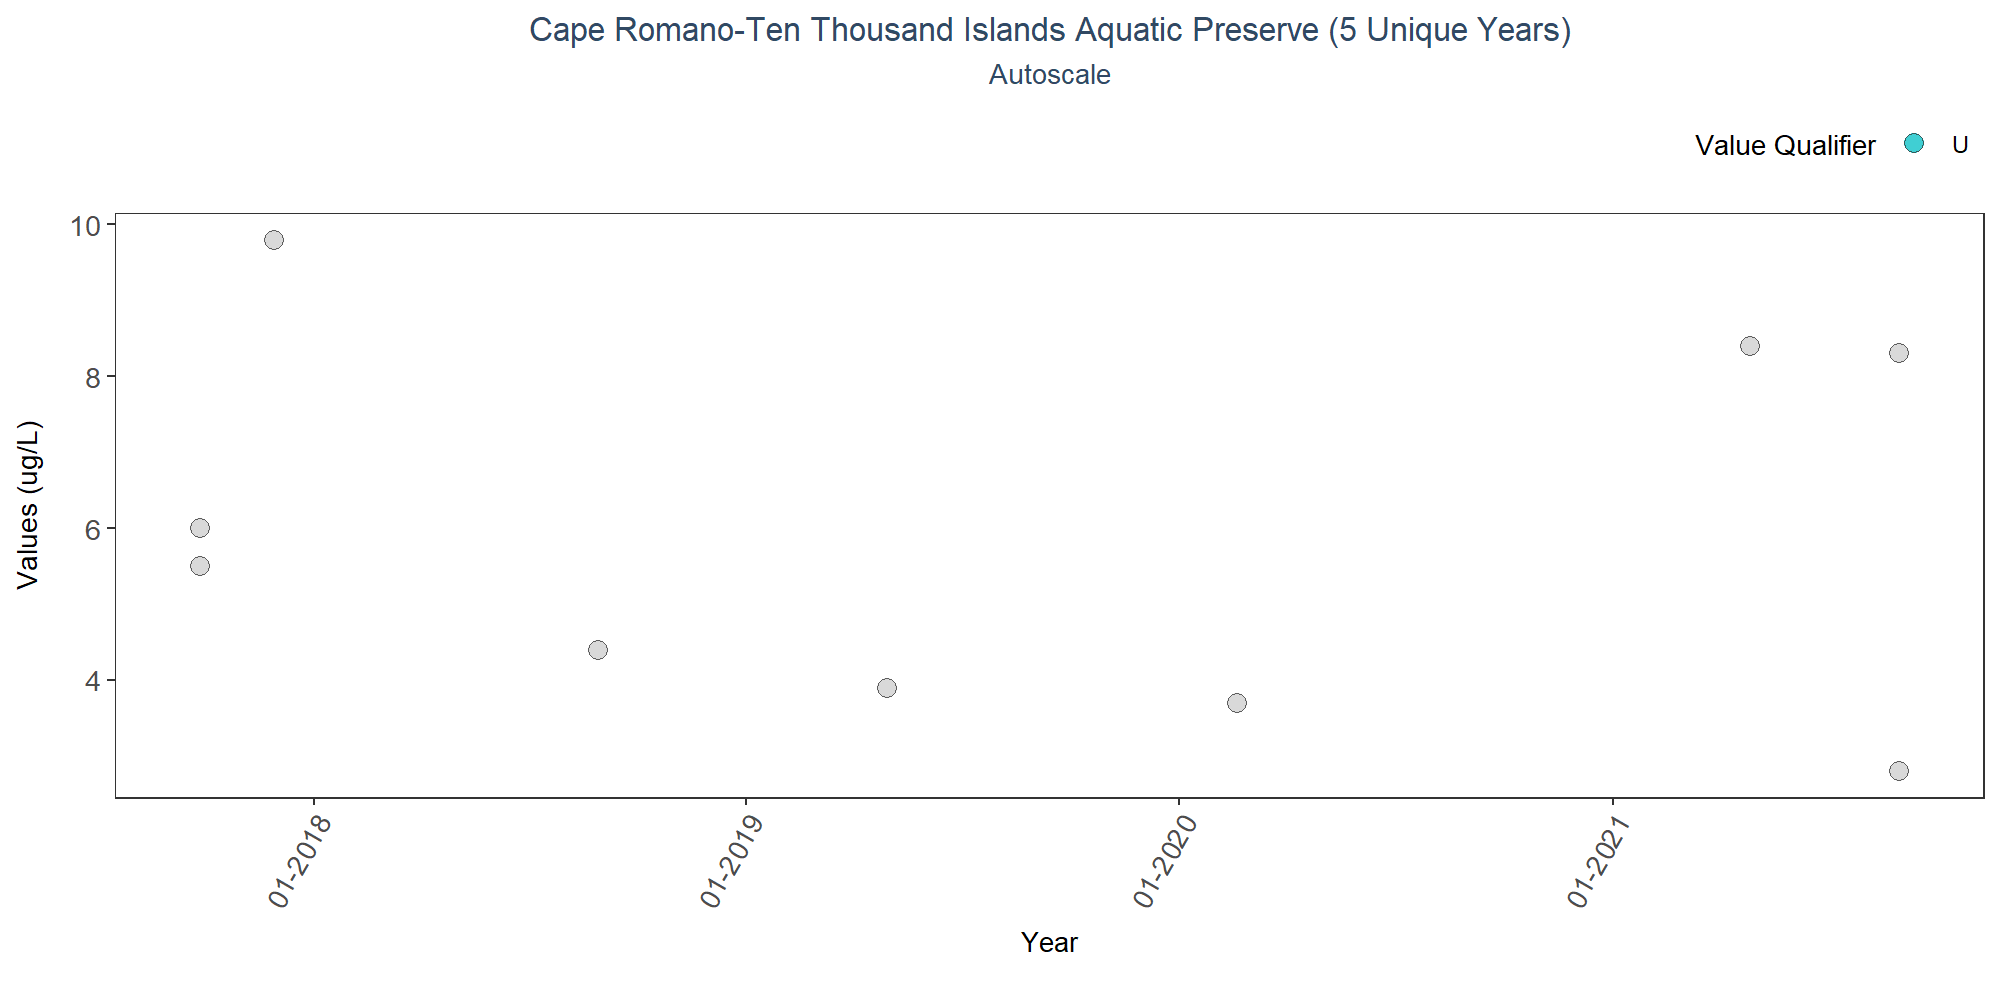 Cape Romano-Ten Thousand Islands Aquatic Preserve (5 Unique Years)
Autoscale
Value Qualifier U
10
8
6
4
Values (ug/L)
01-2018 01-2019 01-2020 01-2021
Year